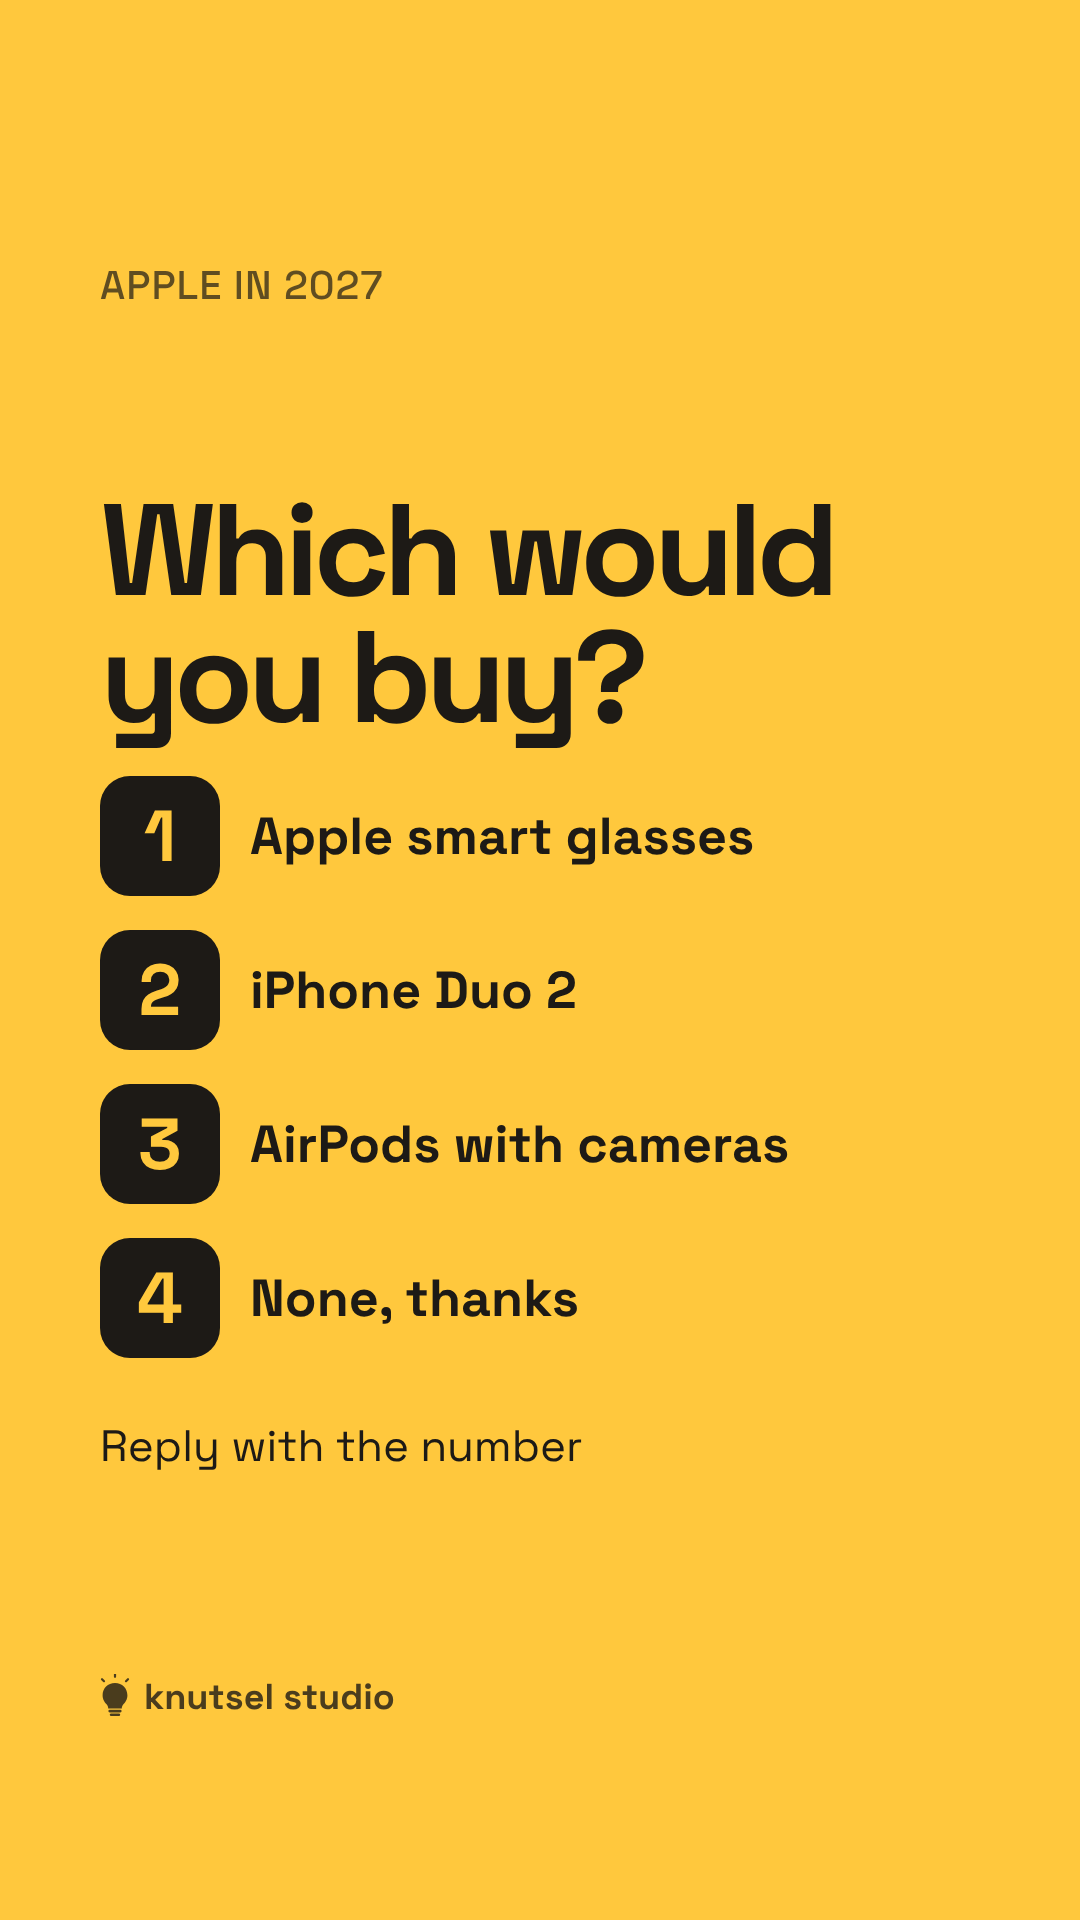 APPLE IN 2027
Which would
you buy?
1 Apple smart glasses
2 iPhone Duo 2
3 AirPods with cameras
4 None, thanks
Reply with the number
knutsel studio